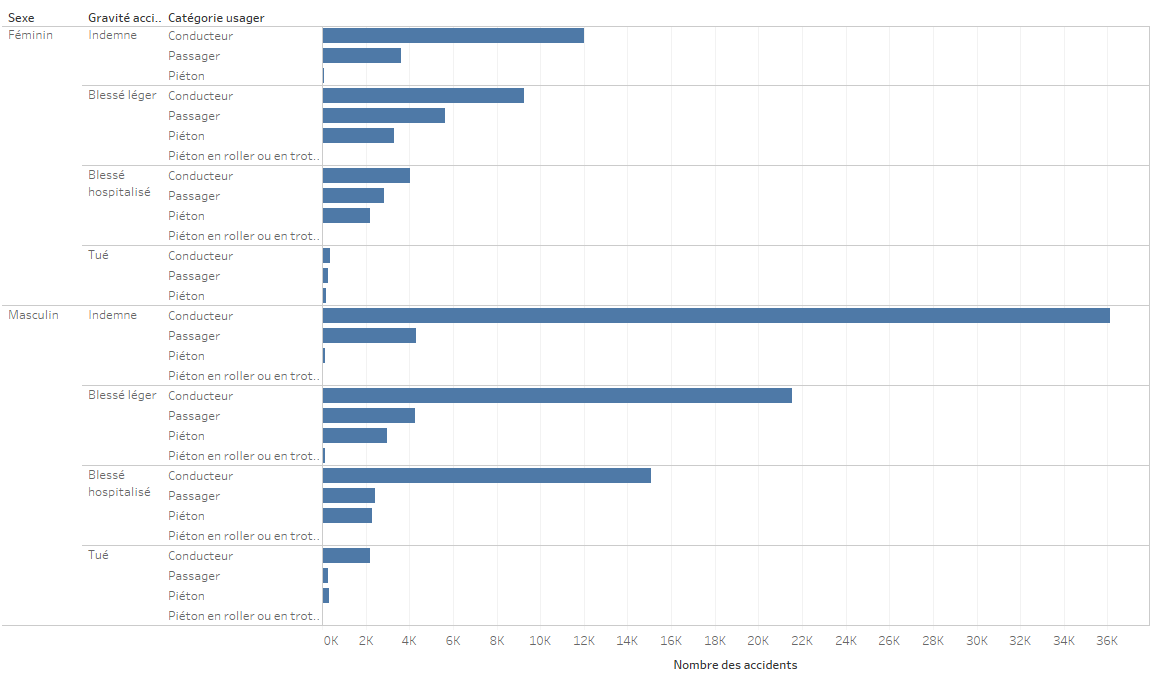 Sexe Gravité acci.. Catégorie usager
Féminin Indemne Conducteur
Passager
Piéton
Blessé léger Conducteur
Passager
Piéton
Piéton en roller ou en trot..
Blessé hospitalisé Conducteur
Passager
Piéton
Piéton en roller ou en trot..
Tué Conducteur
Passager
Piéton
Masculin Indemne Conducteur
Passager
Piéton
Piéton en roller ou en trot..
Blessé léger Conducteur
Passager
Piéton
Piéton en roller ou en trot..
Blessé hospitalisé Conducteur
Passager
Piéton
Piéton en roller ou en trot..
Tué Conducteur
Passager
Piéton
Piéton en roller ou en trot..
0K 2K 4K 6K 8K 10K 12K 14K 16K 18K 20K 22K 24K 26K 28K 30K 32K 34K 36K
Nombre des accidents